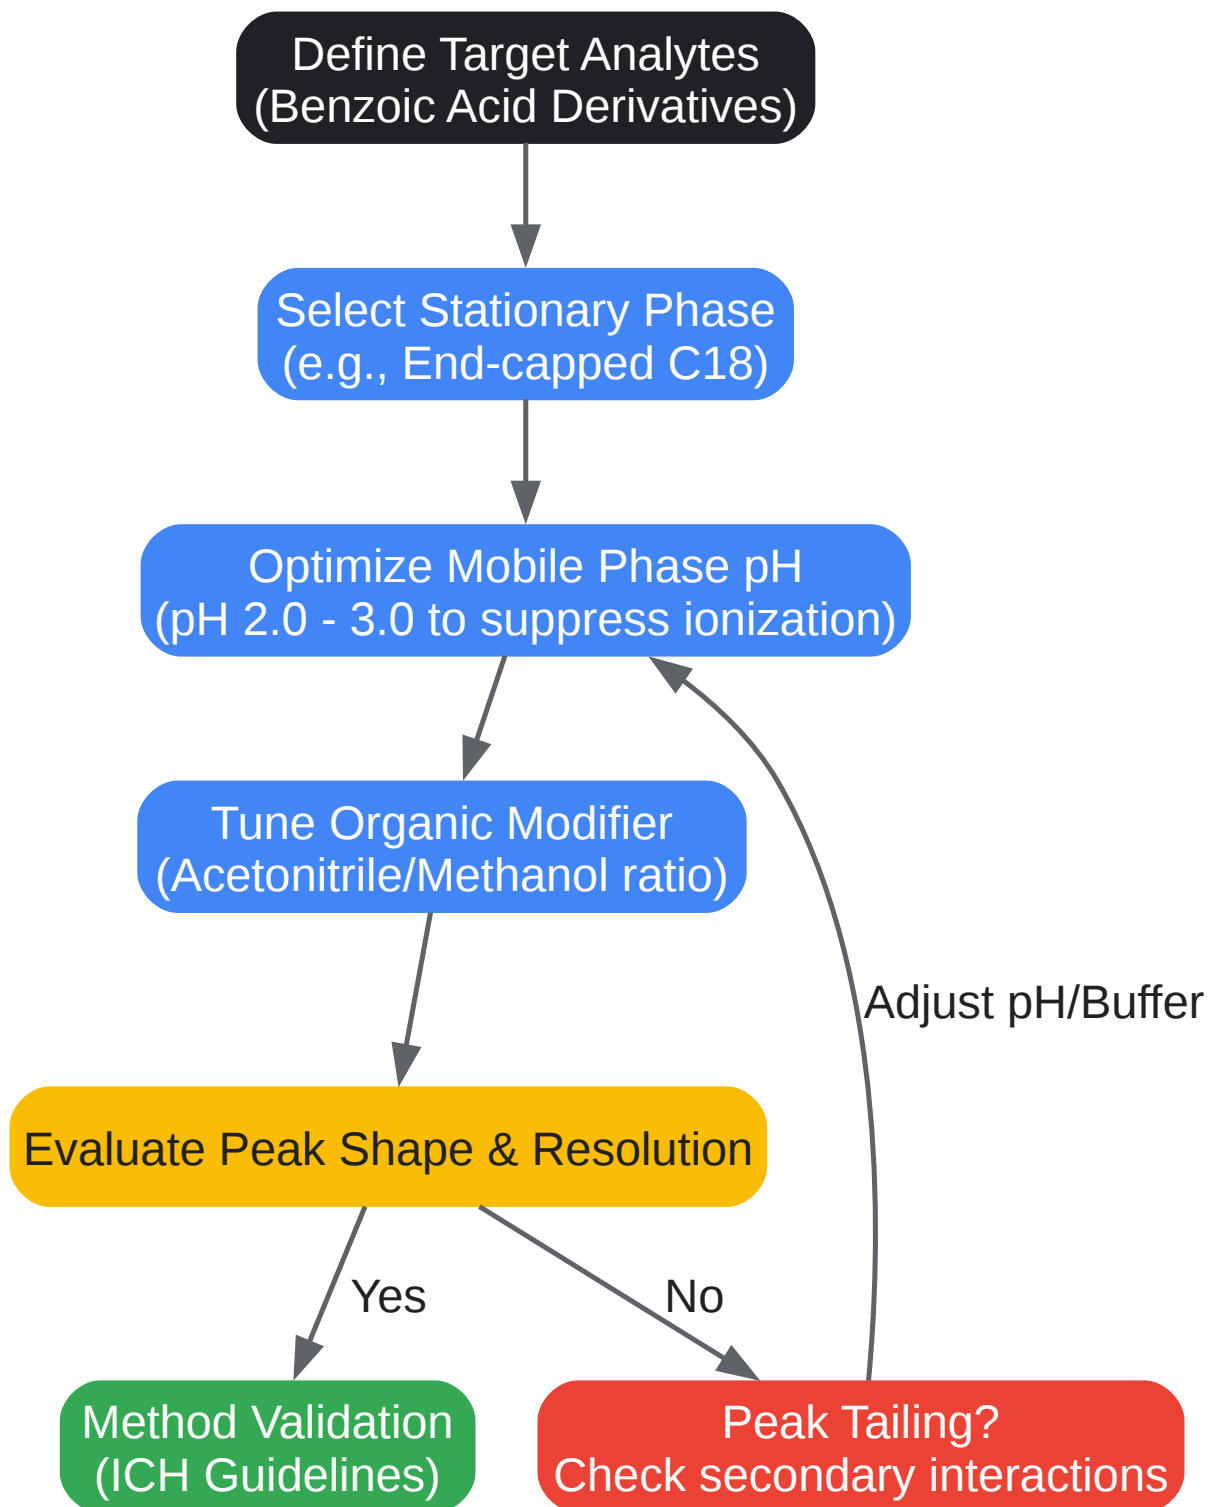 Define Target Analytes
(Benzoic Acid Derivatives)
Select Stationary Phase
(e.g., End-capped C18)
Optimize Mobile Phase pH
(pH 2.0 - 3.0 to suppress ionization)
Tune Organic Modifier
(Acetonitrile/Methanol ratio)
Adjust pH/Buffer
Evaluate Peak Shape & Resolution
Yes
No
Method Validation
(ICH Guidelines)
Peak Tailing?
Check secondary interactions